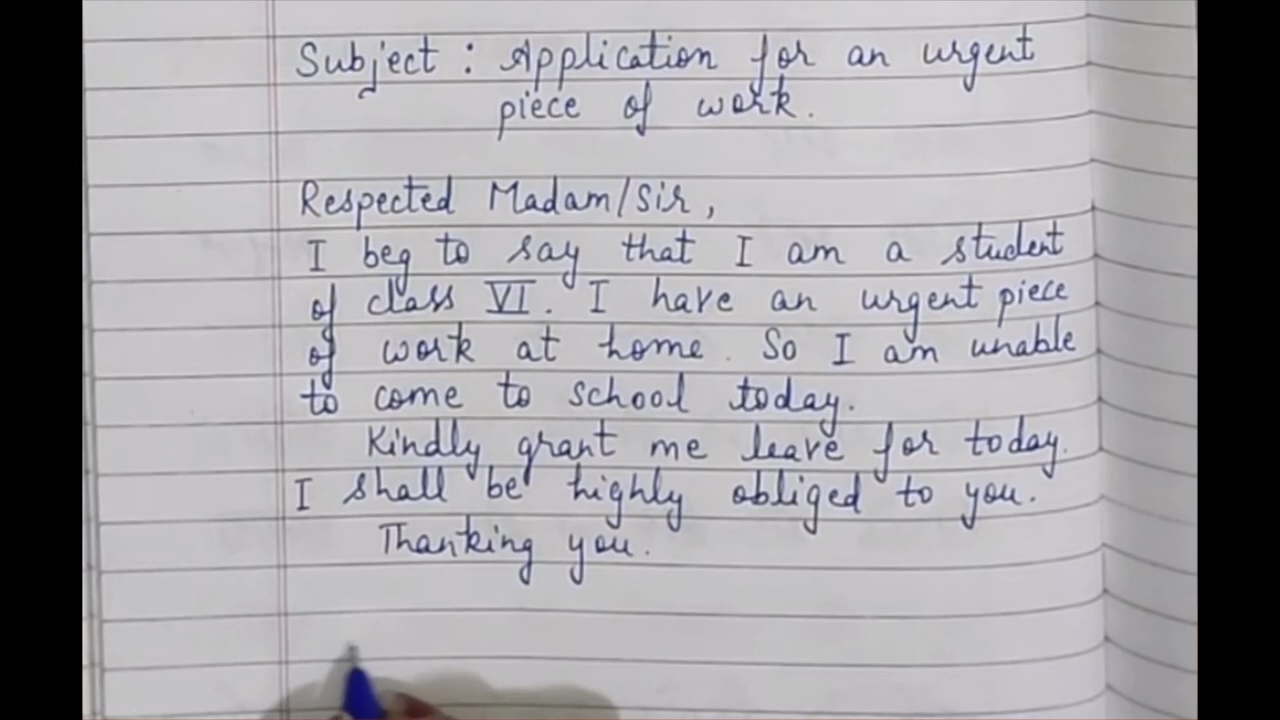 Subject : Application for an urgent
piece of work.
Respected Madam/Sir,
I beg to say that I am a student
of class VI. I have an urgent piece
of work at home. So I am unable
to come to school today.
Kindly grant me leave for today.
I shall be highly obliged to you.
Thanking you.